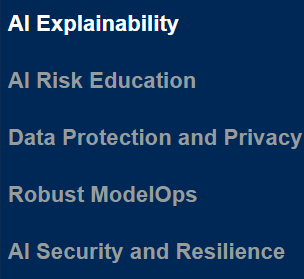 AI Explainability
AI Risk Education
Data Protection and Privacy
Robust ModelOps
AI Security and Resilience